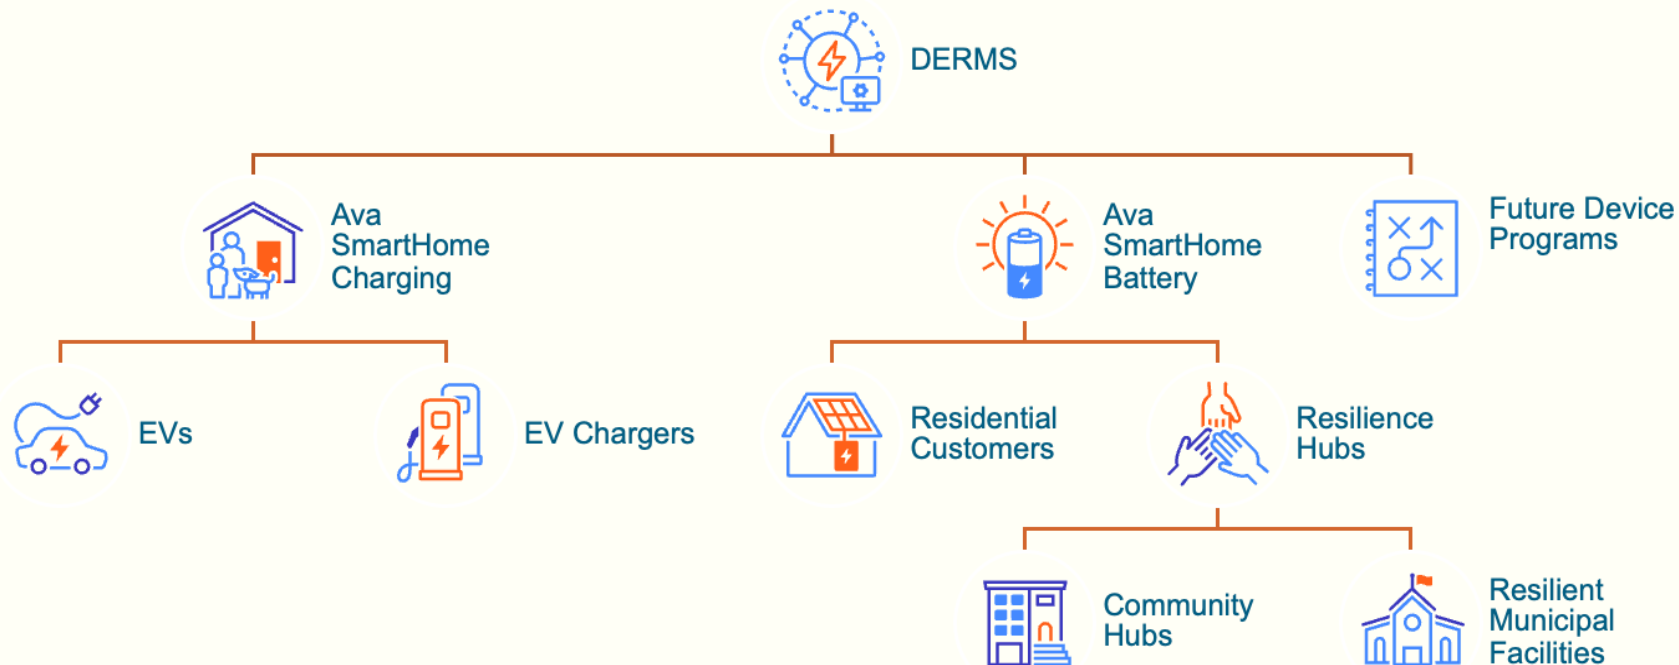 DERMS
Ava
SmartHome
Charging
Ava
SmartHome
Battery
Future Device
Programs
EVs
EV Chargers
Residential
Customers
Resilience
Hubs
Community
Hubs
Resilient
Municipal
Facilities